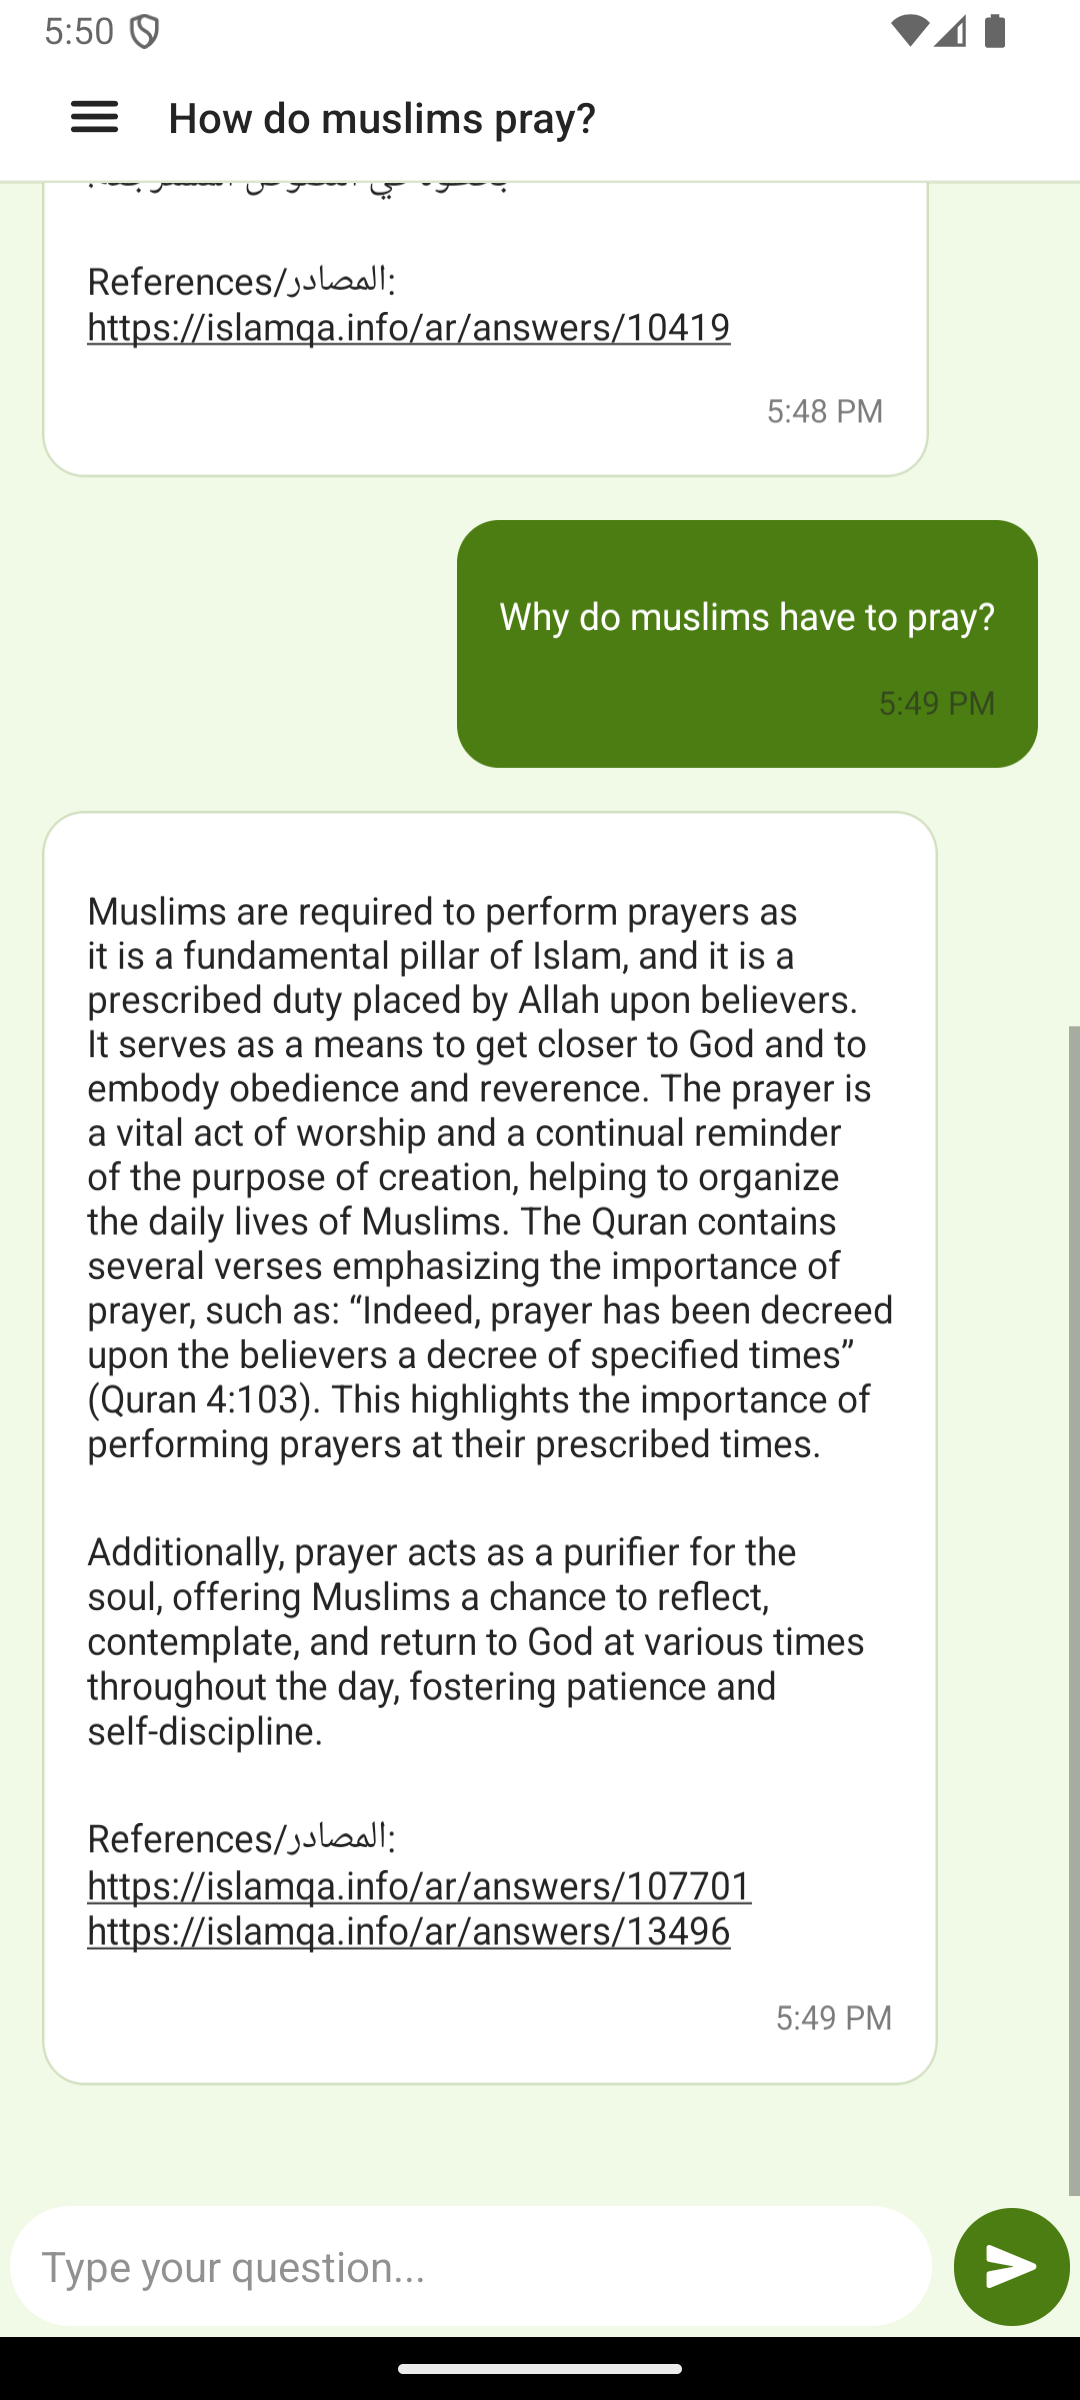 5:50
How do muslims pray?
References/المصادر:
https://islamqa.info/ar/answers/10419
5:48 PM
Why do muslims have to pray?
5:49 PM
Muslims are required to perform prayers as
it is a fundamental pillar of Islam, and it is a
prescribed duty placed by Allah upon believers.
It serves as a means to get closer to God and to
embody obedience and reverence. The prayer is
a vital act of worship and a continual reminder
of the purpose of creation, helping to organize
the daily lives of Muslims. The Quran contains
several verses emphasizing the importance of
prayer, such as: “Indeed, prayer has been decreed
upon the believers a decree of specified times”
(Quran 4:103). This highlights the importance of
performing prayers at their prescribed times.
Additionally, prayer acts as a purifier for the
soul, offering Muslims a chance to reflect,
contemplate, and return to God at various times
throughout the day, fostering patience and
self-discipline.
References/المصادر:
https://islamqa.info/ar/answers/107701
https://islamqa.info/ar/answers/13496
5:49 PM
Type your question...